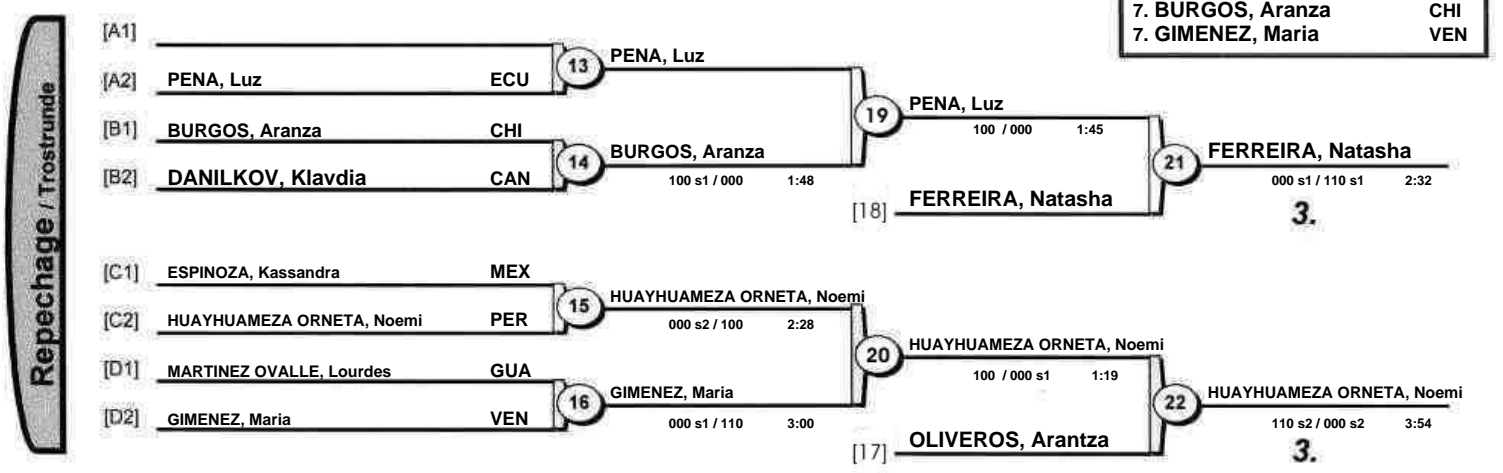 7. BURGOS, Aranza CHI
7. GIMENEZ, Maria VEN
Repechage / Trostrunde
[A1]
[A2] PENA, Luz ECU
13 PENA, Luz
[B1] BURGOS, Aranza CHI
[B2] DANILKOV, Klavdia CAN
14 BURGOS, Aranza
100 s1 / 000 1:48
19 PENA, Luz
100 / 000 1:45
[18] FERREIRA, Natasha
21 FERREIRA, Natasha
000 s1 / 110 s1 2:32
3.
[C1] ESPINOZA, Kassandra MEX
[C2] HUAYHUAMEZA ORNETA, Noemi PER
15 HUAYHUAMEZA ORNETA, Noemi
000 s2 / 100 2:28
[D1] MARTINEZ OVALLE, Lourdes GUA
[D2] GIMENEZ, Maria VEN
16 GIMENEZ, Maria
000 s1 / 110 3:00
20 HUAYHUAMEZA ORNETA, Noemi
100 / 000 s1 1:19
[17] OLIVEROS, Arantza
22 HUAYHUAMEZA ORNETA, Noemi
110 s2 / 000 s2 3:54
3.